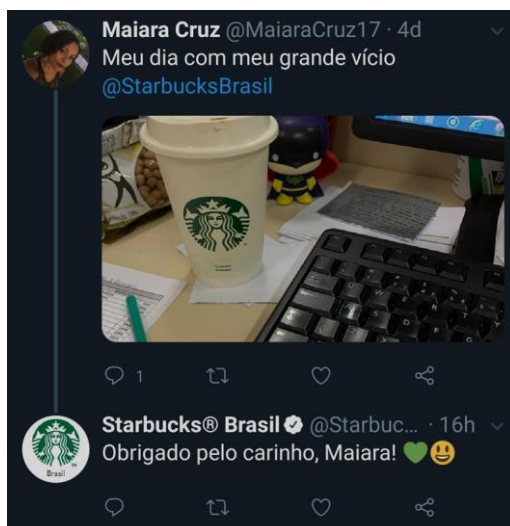 Maiara Cruz @MaiaraCruz17 · 4d
Meu dia com meu grande vício
@StarbucksBrasil
1
Starbucks® Brasil @Starbuc... · 16h
Brasil
Obrigado pelo carinho, Maiara! 💚😃